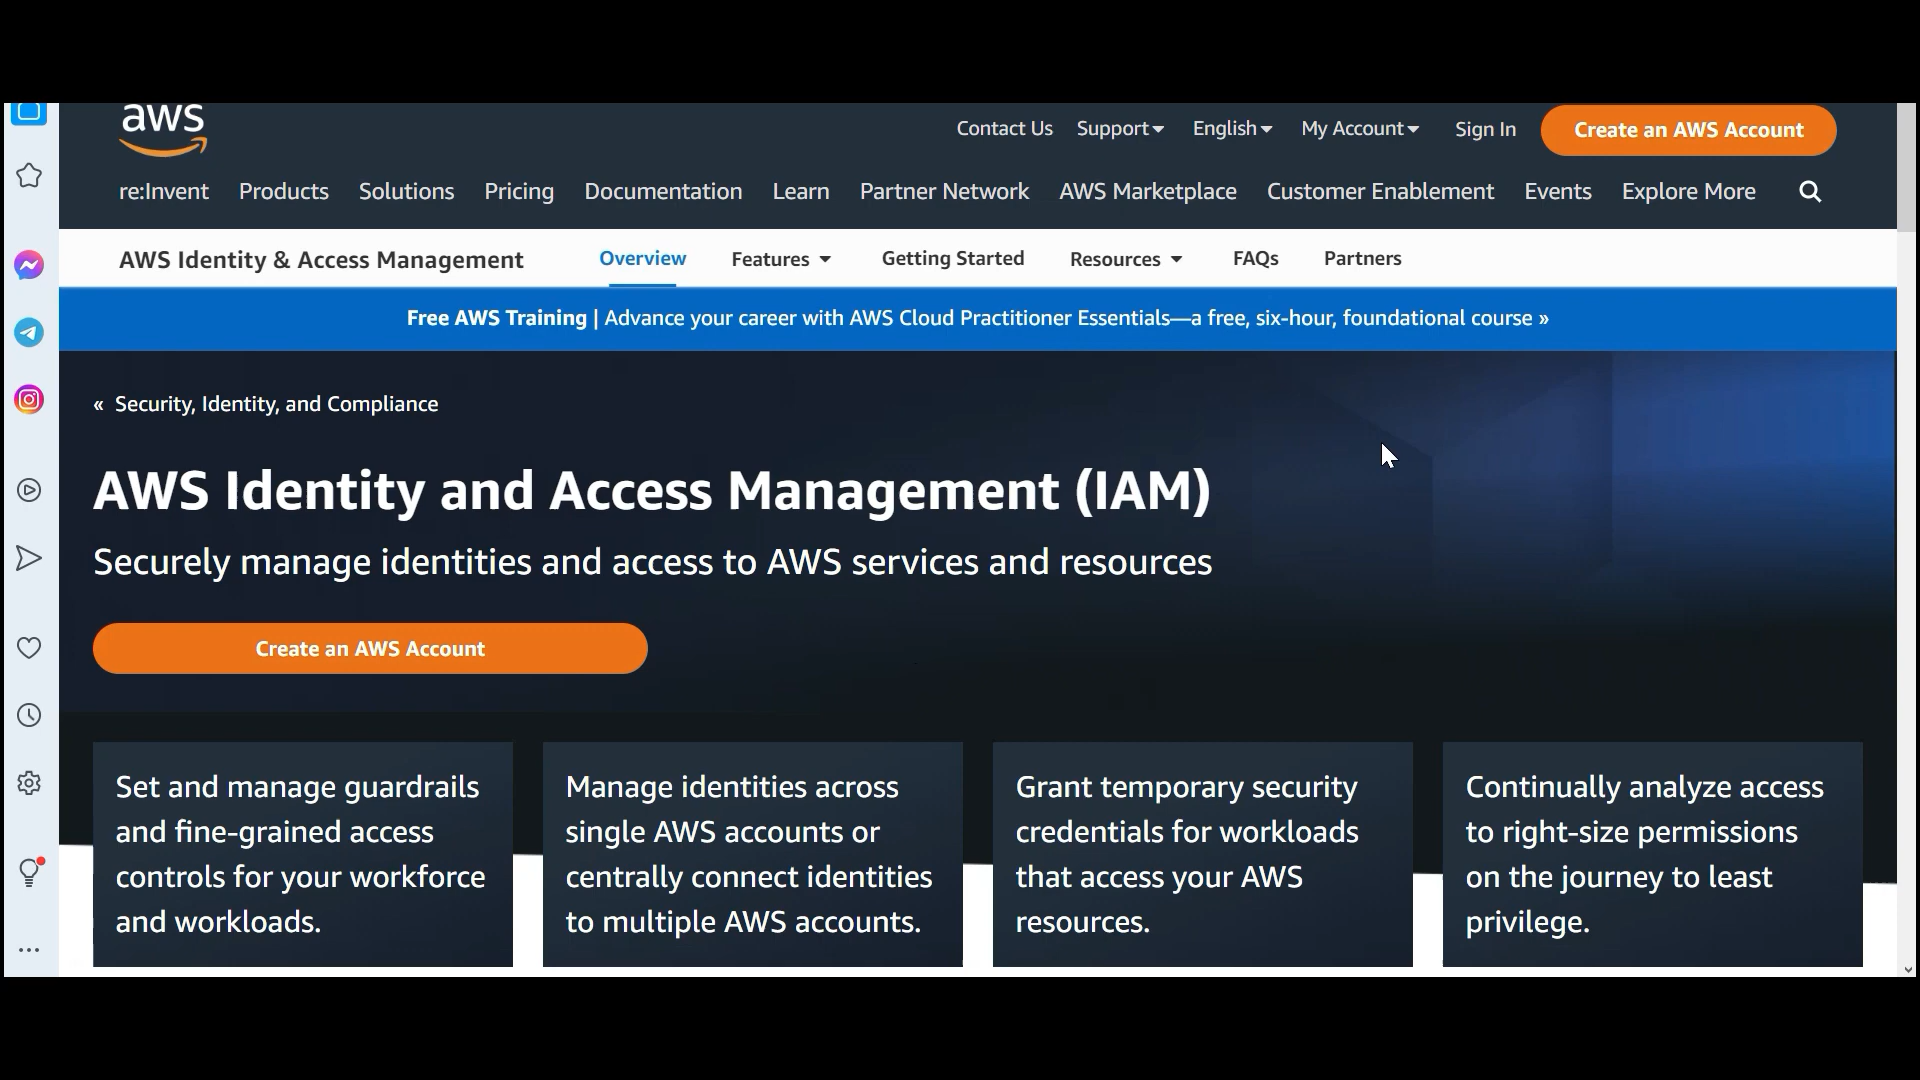 aws
Contact Us Support English My Account Sign In Create an AWS Account
re:Invent Products Solutions Pricing Documentation Learn Partner Network AWS Marketplace Customer Enablement Events Explore More
AWS Identity & Access Management Overview Features Getting Started Resources FAQs Partners
Free AWS Training | Advance your career with AWS Cloud Practitioner Essentials—a free, six-hour, foundational course »
« Security, Identity, and Compliance
AWS Identity and Access Management (IAM)
Securely manage identities and access to AWS services and resources
Create an AWS Account
Set and manage guardrails
and fine-grained access
controls for your workforce
and workloads.
Manage identities across
single AWS accounts or
centrally connect identities
to multiple AWS accounts.
Grant temporary security
credentials for workloads
that access your AWS
resources.
Continually analyze access
to right-size permissions
on the journey to least
privilege.